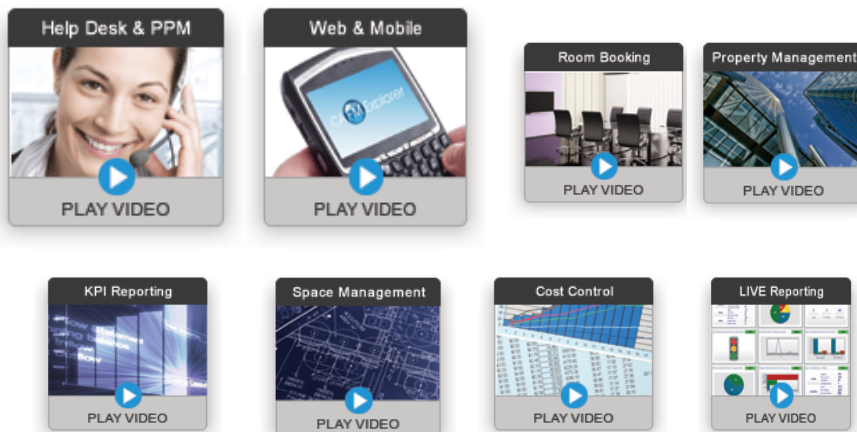 Help Desk & PPM
PLAY VIDEO
Web & Mobile
CAFM Explorer
PLAY VIDEO
Room Booking
PLAY VIDEO
Property Management
PLAY VIDEO
KPI Reporting
PLAY VIDEO
Space Management
PLAY VIDEO
Cost Control
PLAY VIDEO
LIVE Reporting
PLAY VIDEO